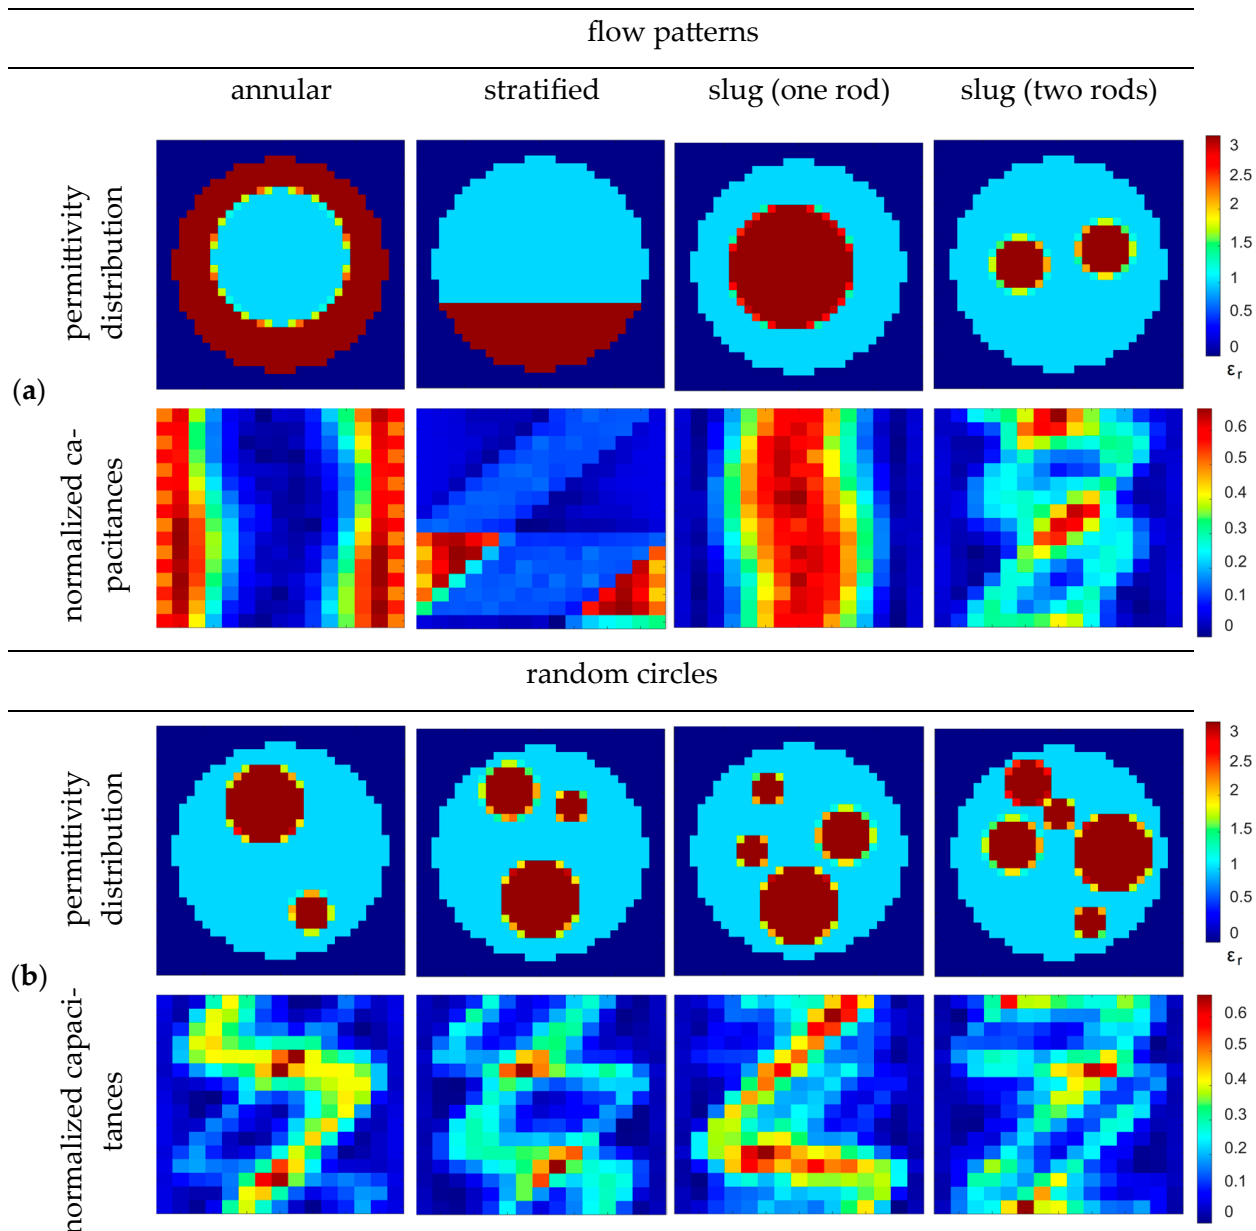 flow patterns
annular stratified slug (one rod) slug (two rods)
permittivity
distribution
3
2.5
2
1.5
1
0.5
0
εr
(a)
normalized ca-
pacitances
0.6
0.5
0.4
0.3
0.2
0.1
0
random circles
permittivity
distribution
3
2.5
2
1.5
1
0.5
0
εr
(b)
normalized capaci-
tances
0.6
0.5
0.4
0.3
0.2
0.1
0